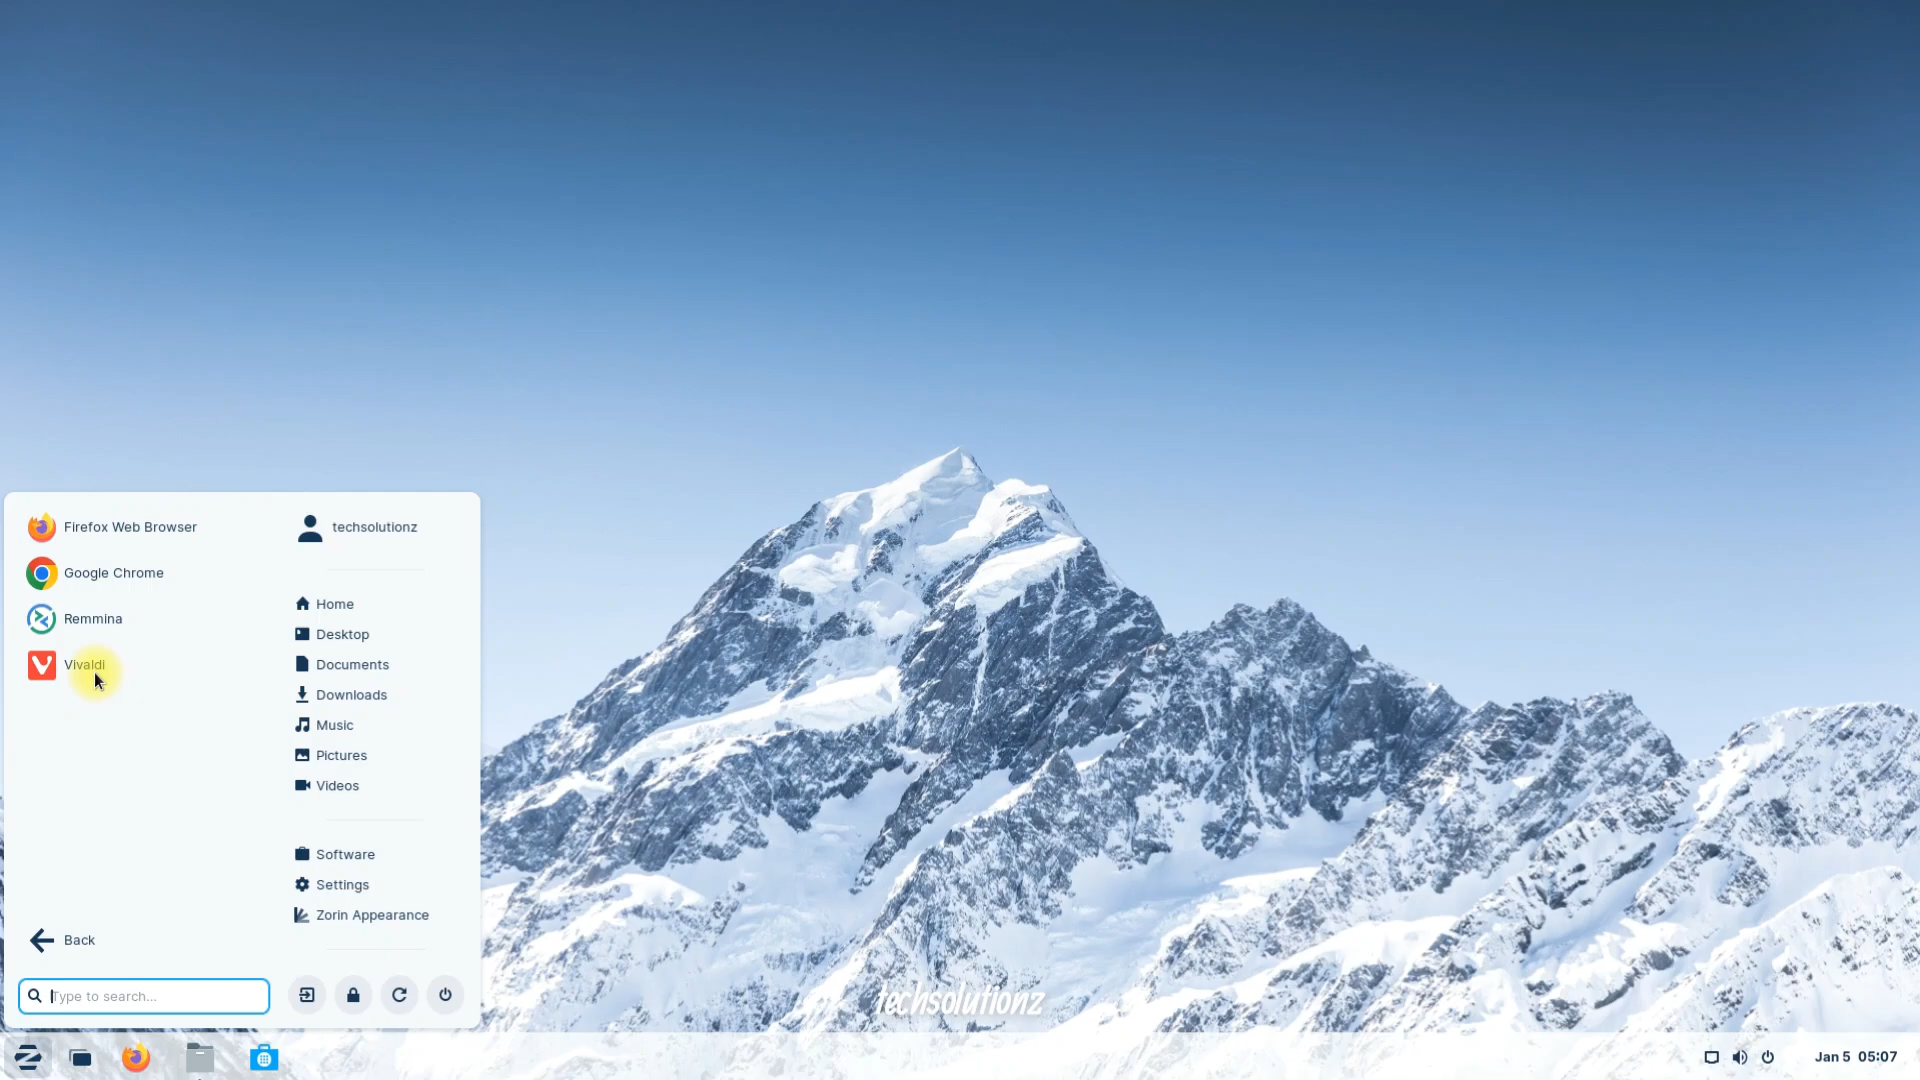 Firefox Web Browser
Google Chrome
Remmina
Vivaldi
Back
Type to search...
techsolutionz
Home
Desktop
Documents
Downloads
Music
Pictures
Videos
Software
Settings
Zorin Appearance
techsolutionz
Jan 5 05:07